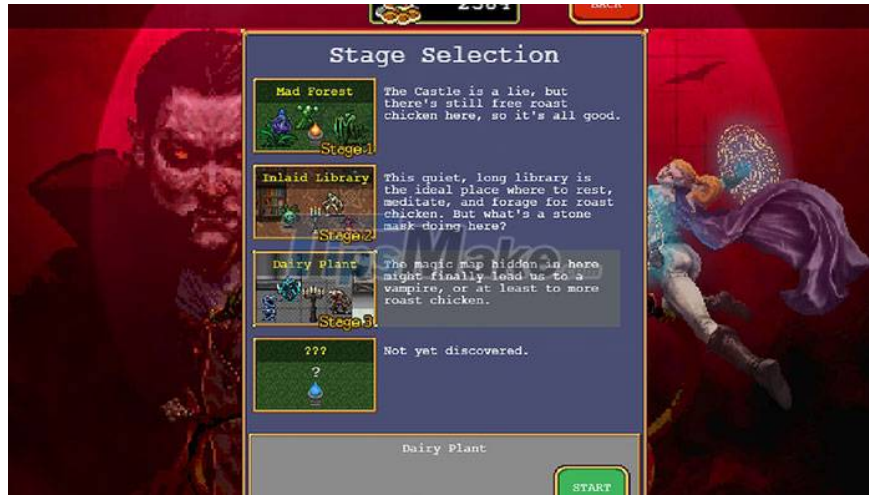 2584
BACK
Stage Selection
Mad Forest
Stage 1
The Castle is a lie, but
there's still free roast
chicken here, so it's all good.
Inlaid Library
Stage 2
This quiet, long library is
the ideal place where to rest,
meditate, and forage for roast
chicken. But what's a stone
mask doing here?
TipsMake.com
Dairy Plant
Stage 3
The magic map hidden in here
might finally lead us to a
vampire, or at least to more
roast chicken.
???
?
Not yet discovered.
Dairy Plant
START